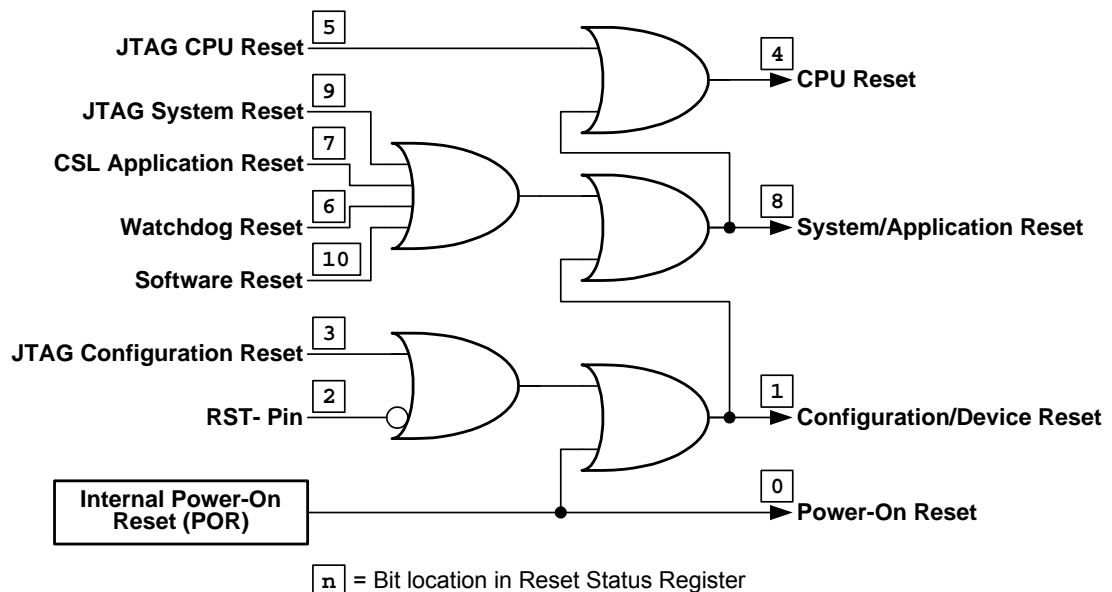 5
JTAG CPU Reset
4
CPU Reset
9
JTAG System Reset
7
CSL Application Reset
6
Watchdog Reset
8
System/Application Reset
10
Software Reset
3
JTAG Configuration Reset
2
RST- Pin
1
Configuration/Device Reset
Internal Power-On
Reset (POR)
0
Power-On Reset
n = Bit location in Reset Status Register